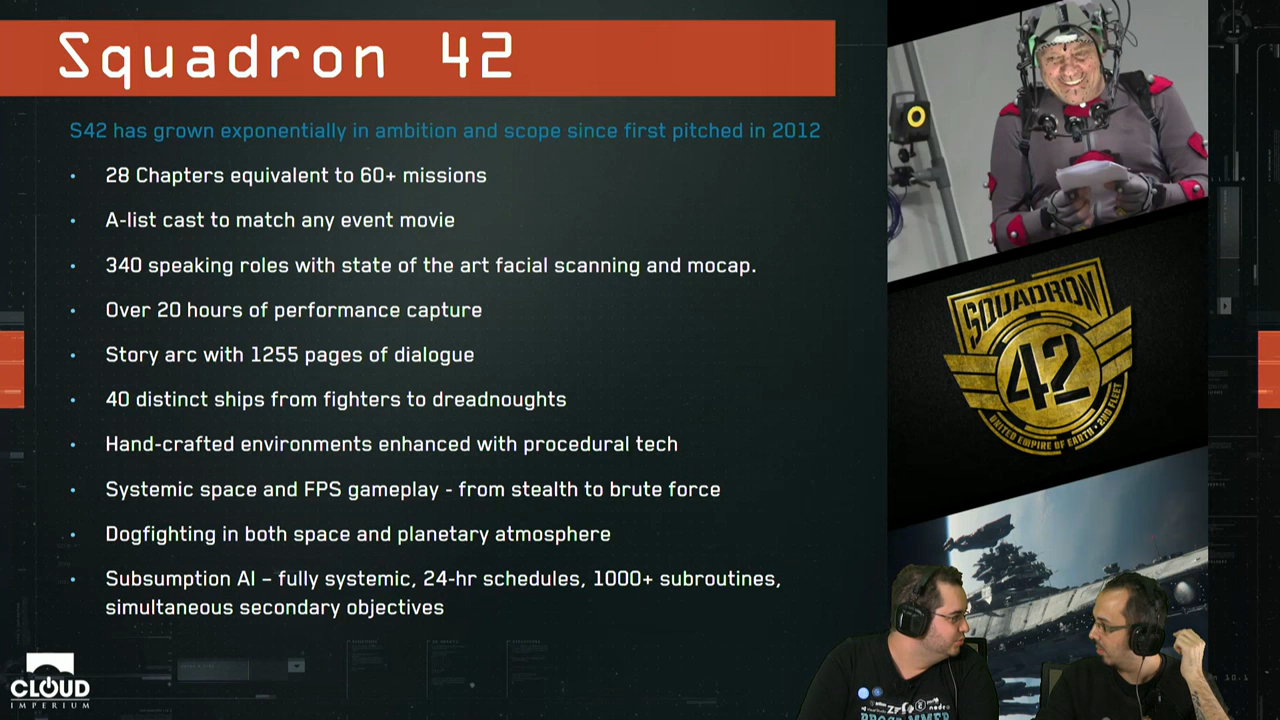 Squadron 42
S42 has grown exponentially in ambition and scope since first pitched in 2012
• 28 Chapters equivalent to 60+ missions
• A-list cast to match any event movie
• 340 speaking roles with state of the art facial scanning and mocap.
• Over 20 hours of performance capture
• Story arc with 1255 pages of dialogue
• 40 distinct ships from fighters to dreadnoughts
• Hand-crafted environments enhanced with procedural tech
• Systemic space and FPS gameplay - from stealth to brute force
• Dogfighting in both space and planetary atmosphere
• Subsumption AI – fully systemic, 24-hr schedules, 1000+ subroutines,
simultaneous secondary objectives
SQUADRON
42
UNITED EMPIRE OF EARTH • 2ND FLEET
CLOUD
IMPERIUM
PROGRAMMER